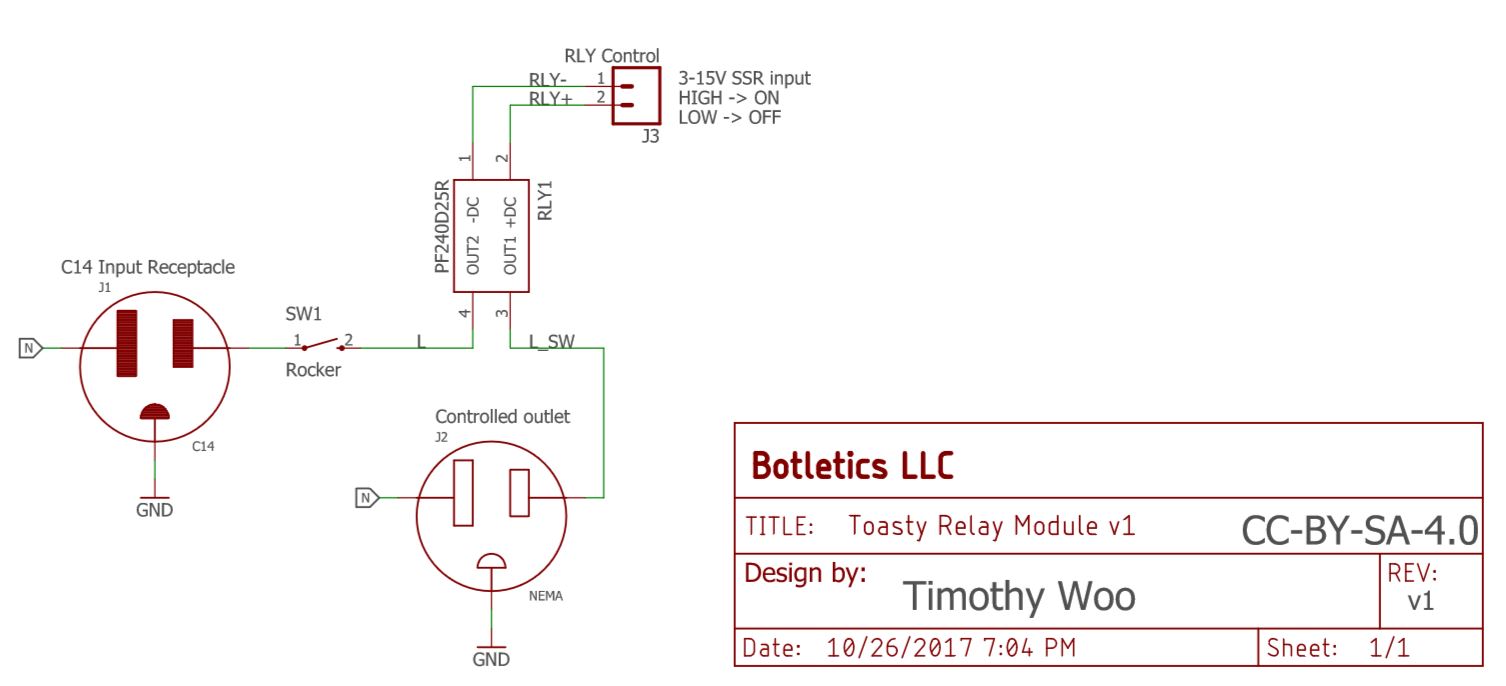 RLY Control
RLY- 1
RLY+ 2
3-15V SSR input
HIGH -> ON
LOW -> OFF
J3
1 2
PF240D25R
-DC
+DC
OUT2
OUT1
RLY1
4 3
C14 Input Receptacle
J1
N
C14
GND
SW1
1 2
Rocker
L
L_SW
Controlled outlet
J2
N
NEMA
GND
Botletics LLC
TITLE: Toasty Relay Module v1 CC-BY-SA-4.0
Design by: Timothy Woo
REV:
v1
Date: 10/26/2017 7:04 PM
Sheet: 1/1